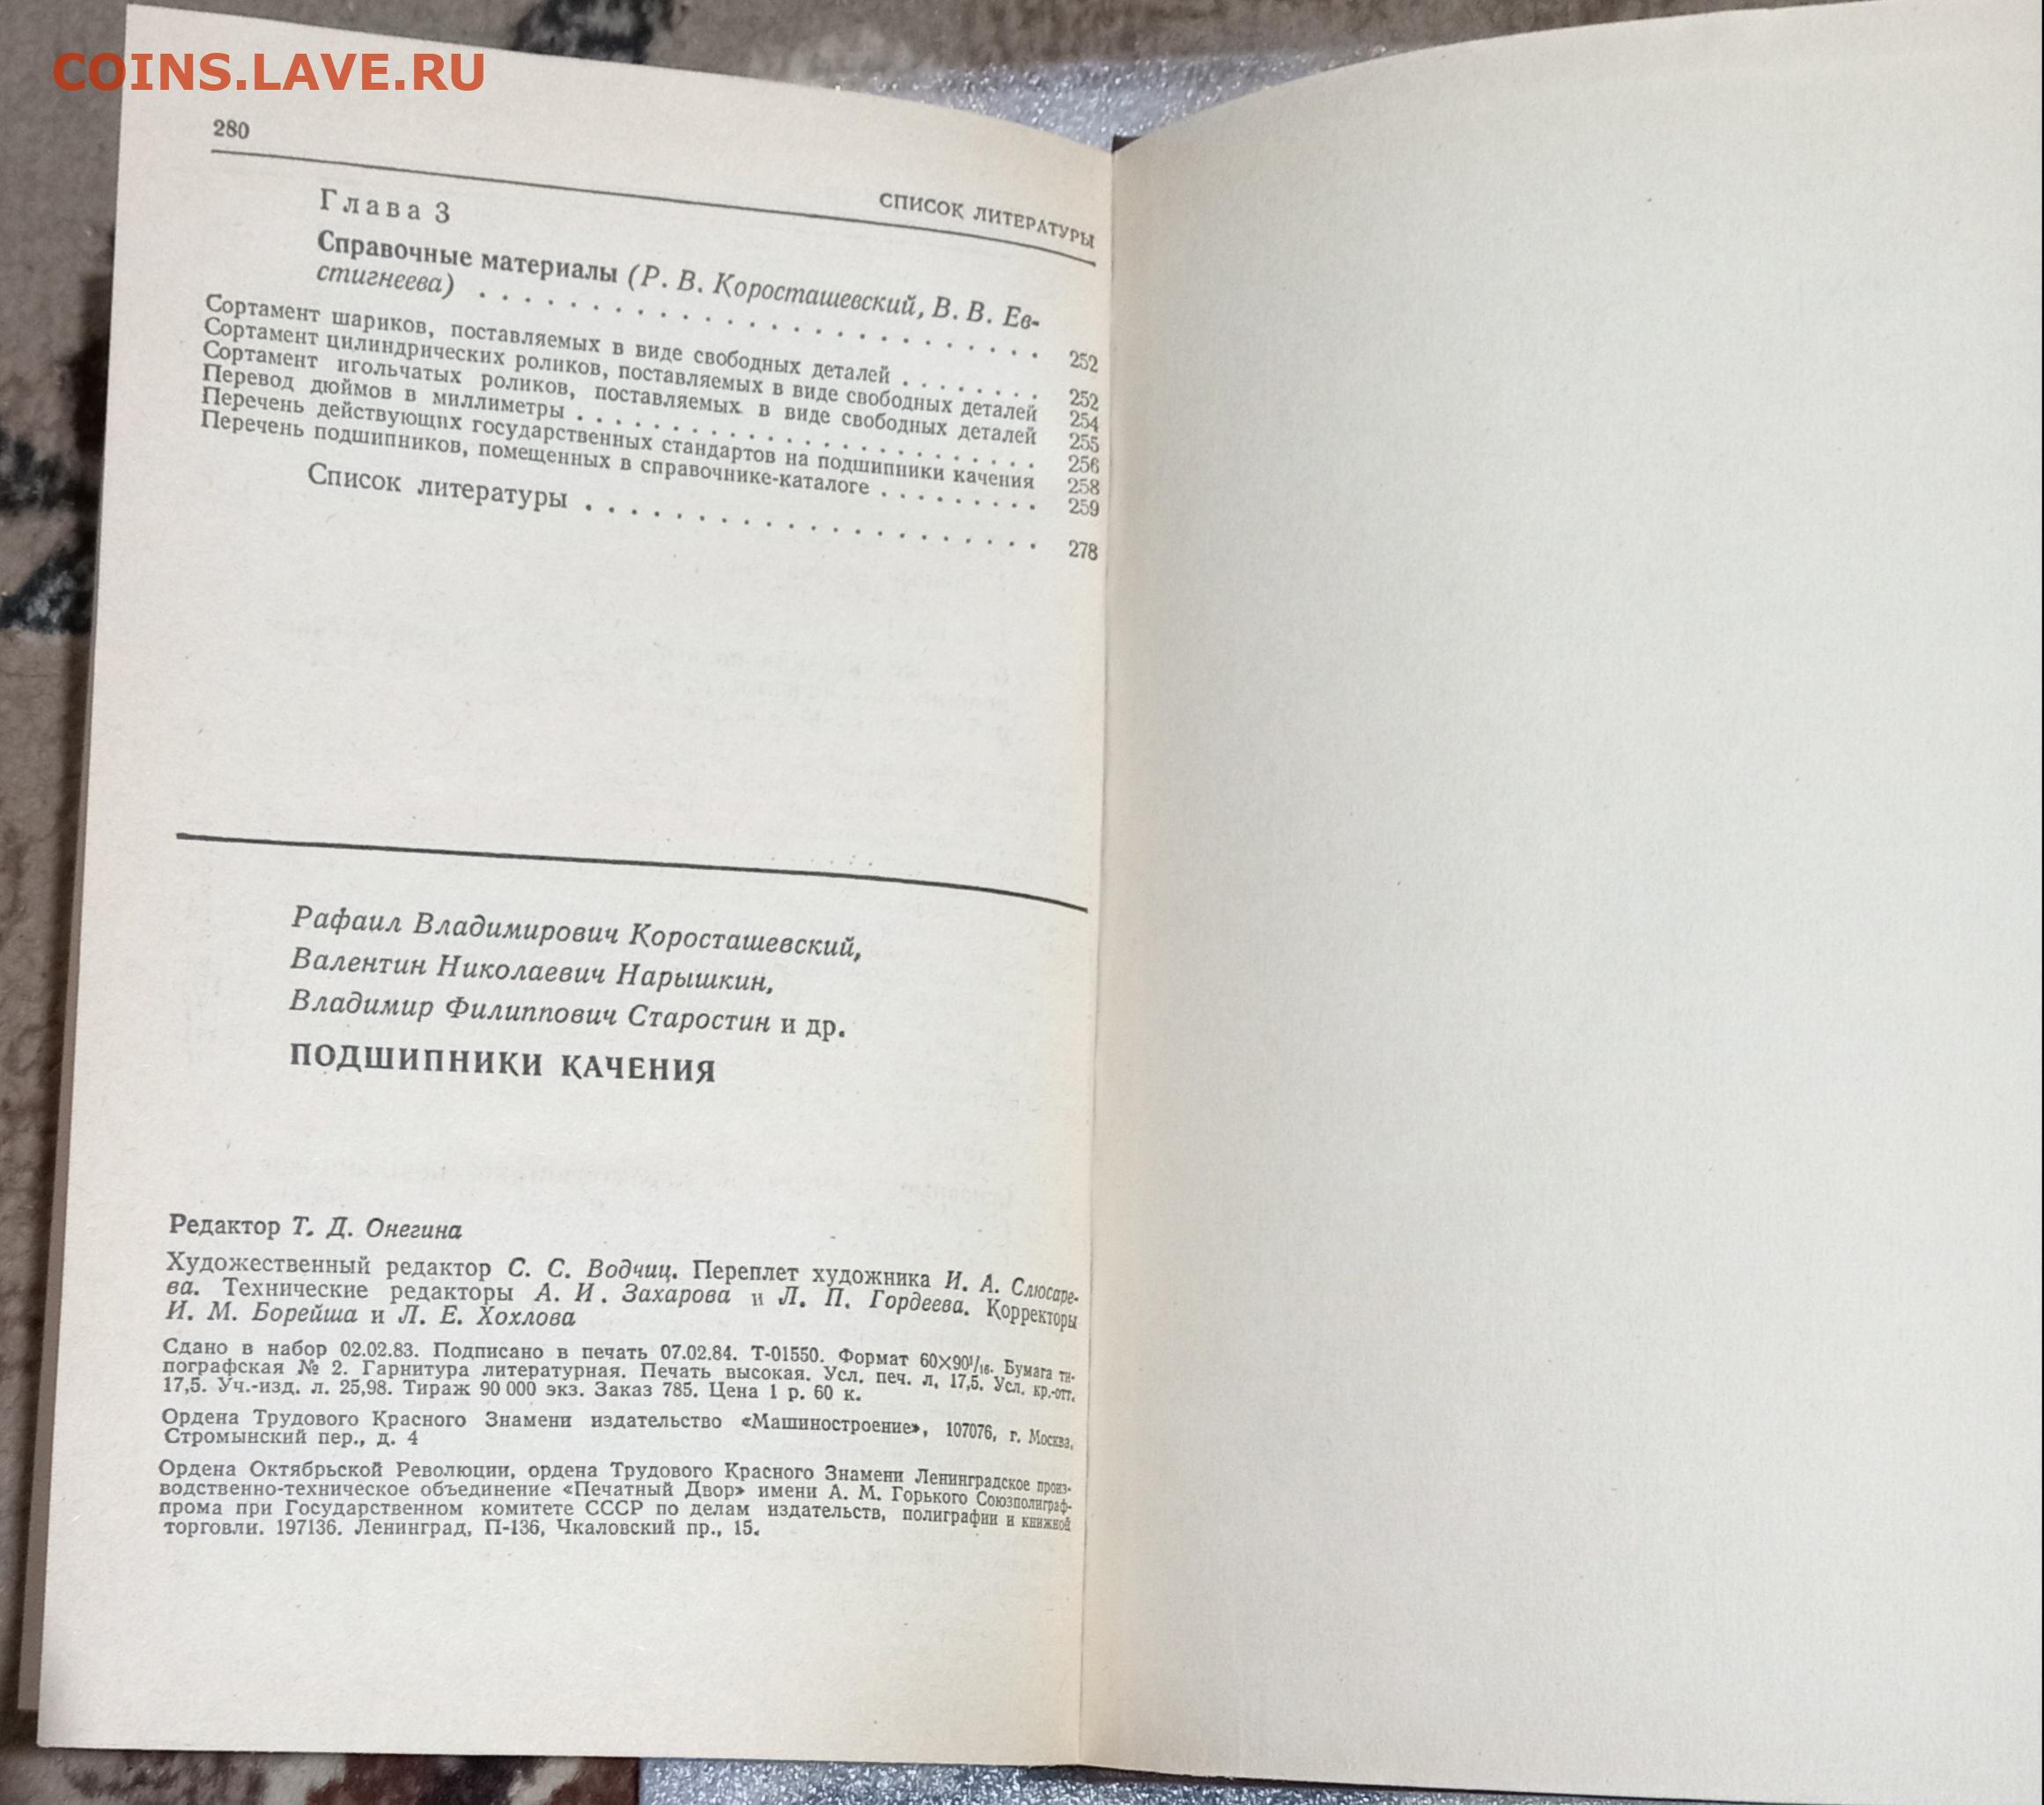 COINS.LAVE.RU
280
СПИСОК ЛИТЕРАТУРЫ
Глава 3
Справочные материалы (Р. В. Коросташевский, В. В. Ев-
стигнеева) . . . . . . . . . . . . . . . . . . . . . . . . . 252
Сортамент шариков, поставляемых в виде свободных деталей . . . . . . . 252
Сортамент цилиндрических роликов, поставляемых в виде свободных деталей 254
Сортамент игольчатых роликов, поставляемых в виде свободных деталей 255
Перевод дюймов в миллиметры . . . . . . . . . . . . . . . . . . . . 256
Перечень действующих государственных стандартов на подшипники качения 258
Перечень подшипников, помещенных в справочнике-каталоге . . . . . . . . . 259
Список литературы . . . . . . . . . . . . . . . . . . . . 278
Рафаил Владимирович Коросташевский,
Валентин Николаевич Нарышкин,
Владимир Филиппович Старостин и др.
ПОДШИПНИКИ КАЧЕНИЯ
Редактор Т. Д. Онегина
Художественный редактор С. С. Водчиц. Переплет художника И. А. Слюсаре-
ва. Технические редакторы А. И. Захарова и Л. П. Гордеева. Корректоры
И. М. Борейша и Л. Е. Хохлова
Сдано в набор 02.02.83. Подписано в печать 07.02.84. Т-01550. Формат 60×90¹/₁₆. Бумага ти-
пографская № 2. Гарнитура литературная. Печать высокая. Усл. печ. л. 17,5. Усл. кр.-отт.
17,5. Уч.-изд. л. 25,98. Тираж 90 000 экз. Заказ 785. Цена 1 р. 60 к.
Ордена Трудового Красного Знамени издательство «Машиностроение», 107076, г. Москва,
Стромынский пер., д. 4
Ордена Октябрьской Революции, ордена Трудового Красного Знамени Ленинградское произ-
водственно-техническое объединение «Печатный Двор» имени А. М. Горького Союзполиграф-
прома при Государственном комитете СССР по делам издательств, полиграфии и книжной
торговли. 197136. Ленинград, П-136, Чкаловский пр., 15.